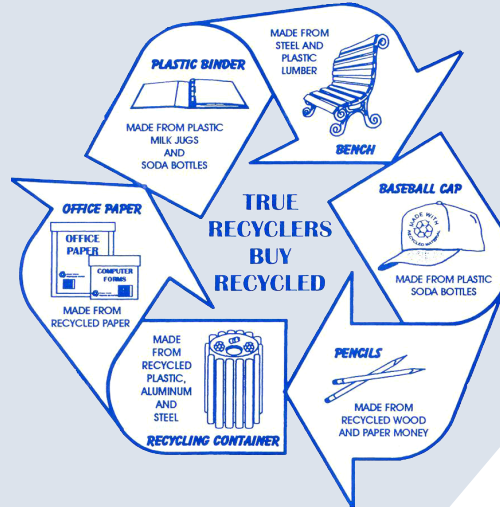 PLASTIC BINDER
MADE FROM PLASTIC
MILK JUGS
AND
SODA BOTTLES
MADE FROM
STEEL AND
PLASTIC
LUMBER
BENCH
BASEBALL CAP
MADE WITH
RECYCLED MATERIAL
MADE FROM PLASTIC
SODA BOTTLES
PENCILS
MADE FROM
RECYCLED WOOD
AND PAPER MONEY
MADE
FROM
RECYCLED
PLASTIC,
ALUMINUM
AND
STEEL
RECYCLING CONTAINER
OFFICE PAPER
OFFICE
PAPER
COMPUTER
FORMS
MADE FROM
RECYCLED PAPER
TRUE
RECYCLERS
BUY
RECYCLED